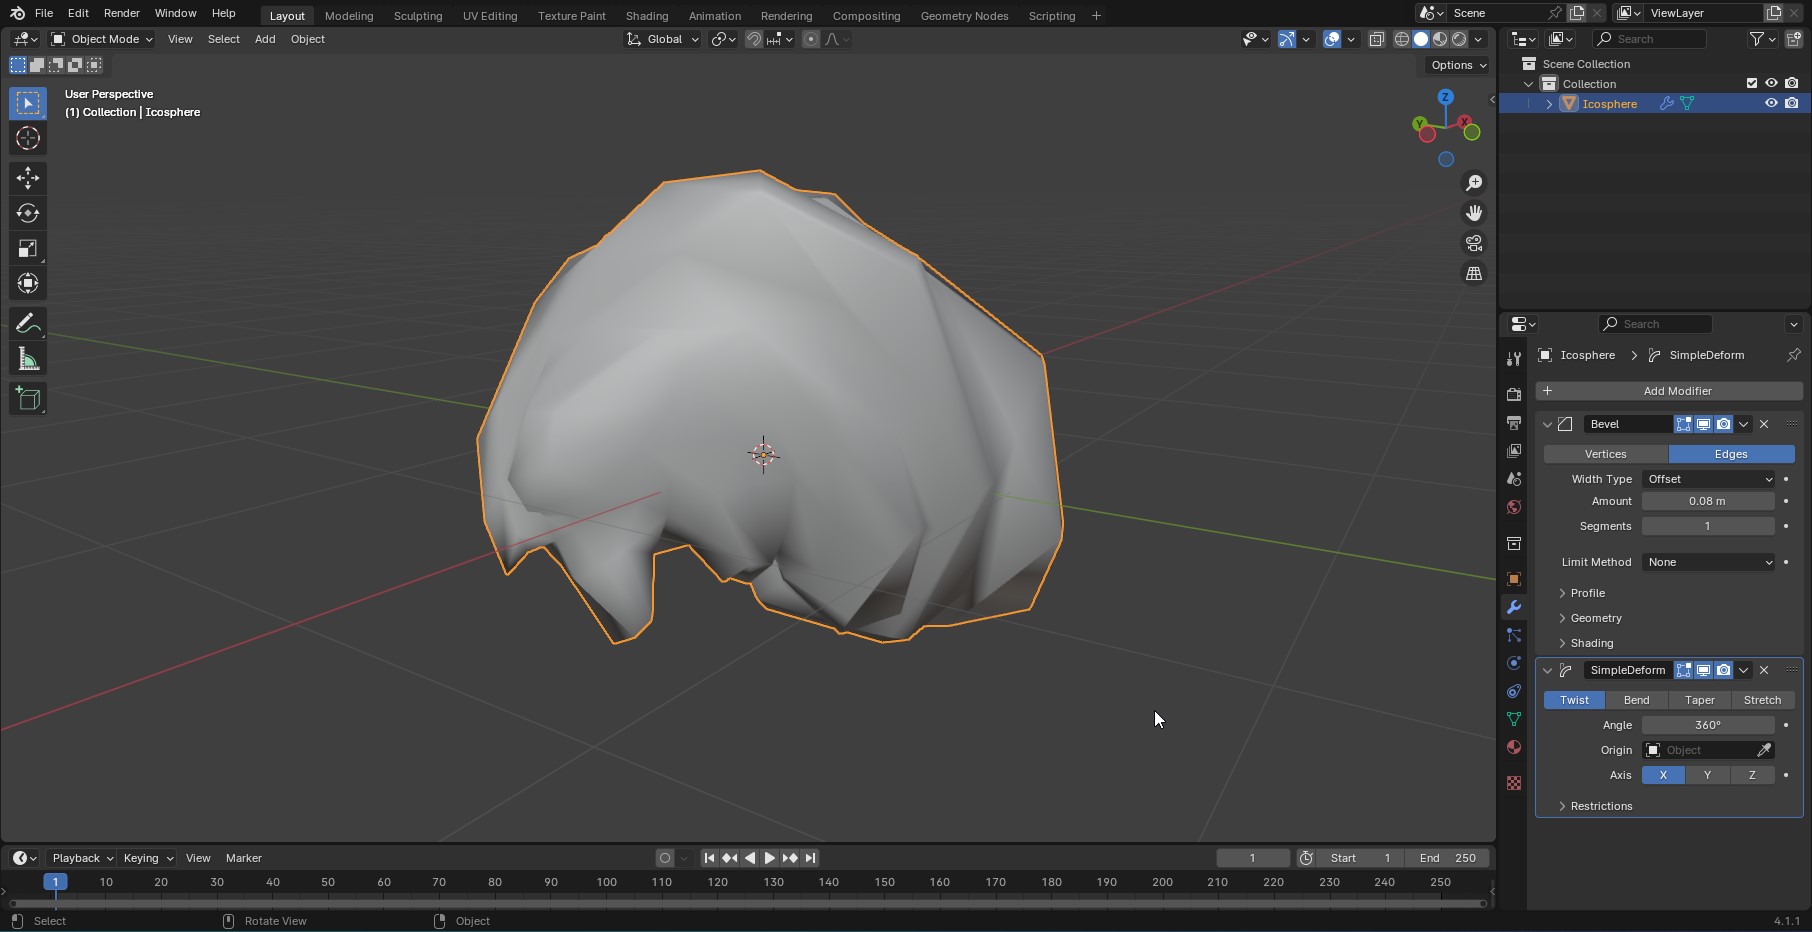 File Edit Render Window Help Layout Modeling Sculpting UV Editing Texture Paint Shading Animation Rendering Compositing Geometry Nodes Scripting + Scene ViewLayer
Object Mode View Select Add Object Global Search
Options
User Perspective
(1) Collection | Icosphere
Z
Y
X
Scene Collection
Collection
Icosphere
Search
Icosphere > SimpleDeform
+ Add Modifier
Bevel
Vertices Edges
Width Type Offset
Amount 0.08 m
Segments 1
Limit Method None
Profile
Geometry
Shading
SimpleDeform
Twist Bend Taper Stretch
Angle 360°
Origin Object
Axis X Y Z
Restrictions
Playback Keying View Marker 1 Start 1 End 250
1 10 20 30 40 50 60 70 80 90 100 110 120 130 140 150 160 170 180 190 200 210 220 230 240 250
Select Rotate View Object 4.1.1